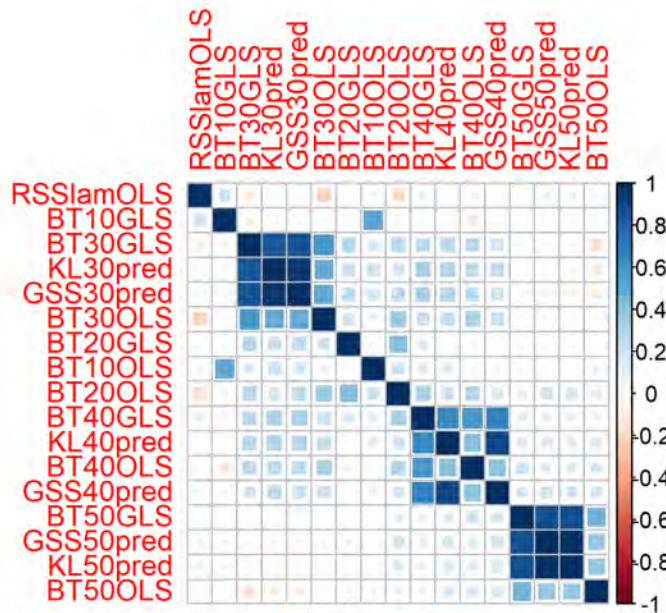 RSSlamOLS
BT10GLS
BT30GLS
KL30pred
GSS30pred
BT30OLS
BT20GLS
BT10OLS
BT20OLS
BT40GLS
KL40pred
BT40OLS
GSS40pred
BT50GLS
GSS50pred
KL50pred
BT50OLS
RSSlamOLS
BT10GLS
BT30GLS
KL30pred
GSS30pred
BT30OLS
BT20GLS
BT10OLS
BT20OLS
BT40GLS
KL40pred
BT40OLS
GSS40pred
BT50GLS
GSS50pred
KL50pred
BT50OLS
1
0.8
0.6
0.4
0.2
0
-0.2
-0.4
-0.6
-0.8
-1